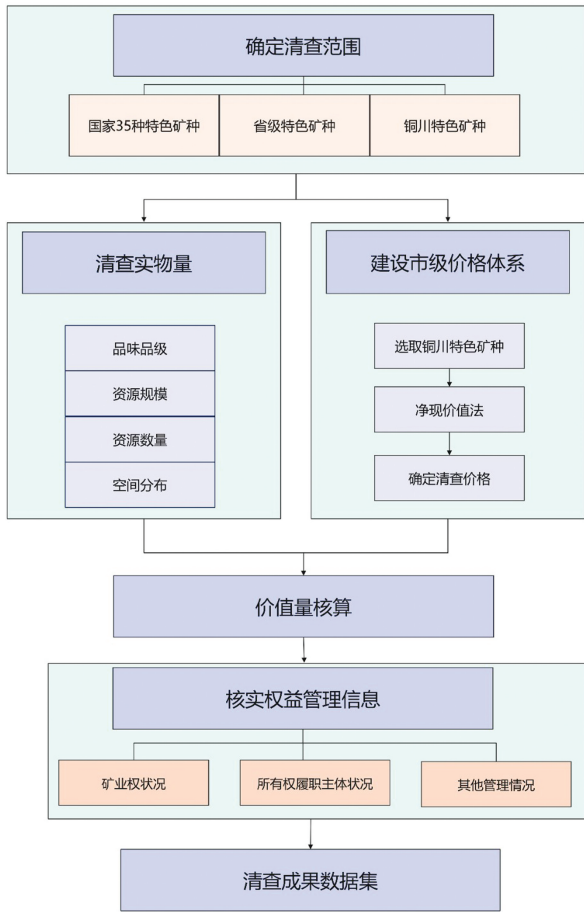 确定清查范围
国家35种特色矿种
省级特色矿种
铜川特色矿种
清查实物量
品味品级
资源规模
资源数量
空间分布
建设市级价格体系
选取铜川特色矿种
净现价值法
确定清查价格
价值量核算
核实权益管理信息
矿业权状况
所有权履职主体状况
其他管理情况
清查成果数据集